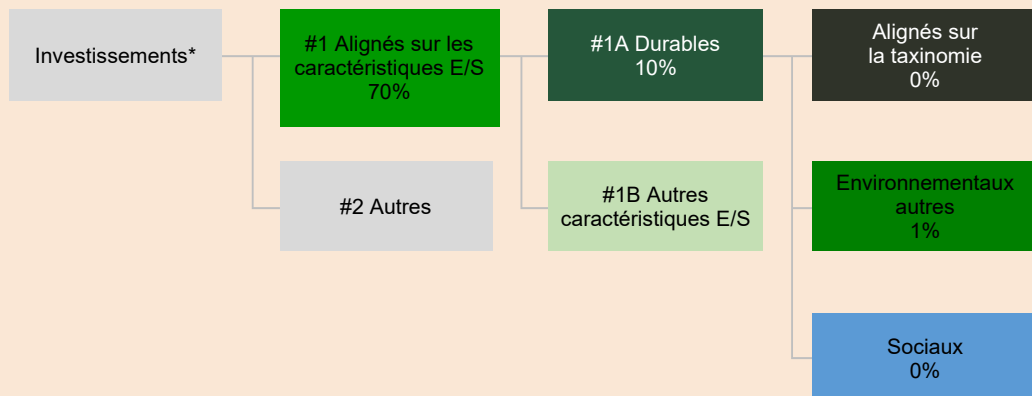 Investissements*
#1 Alignés sur les
caractéristiques E/S
70%
#2 Autres
#1A Durables
10%
#1B Autres
caractéristiques E/S
Alignés sur
la taxinomie
0%
Environnementaux
autres
1%
Sociaux
0%